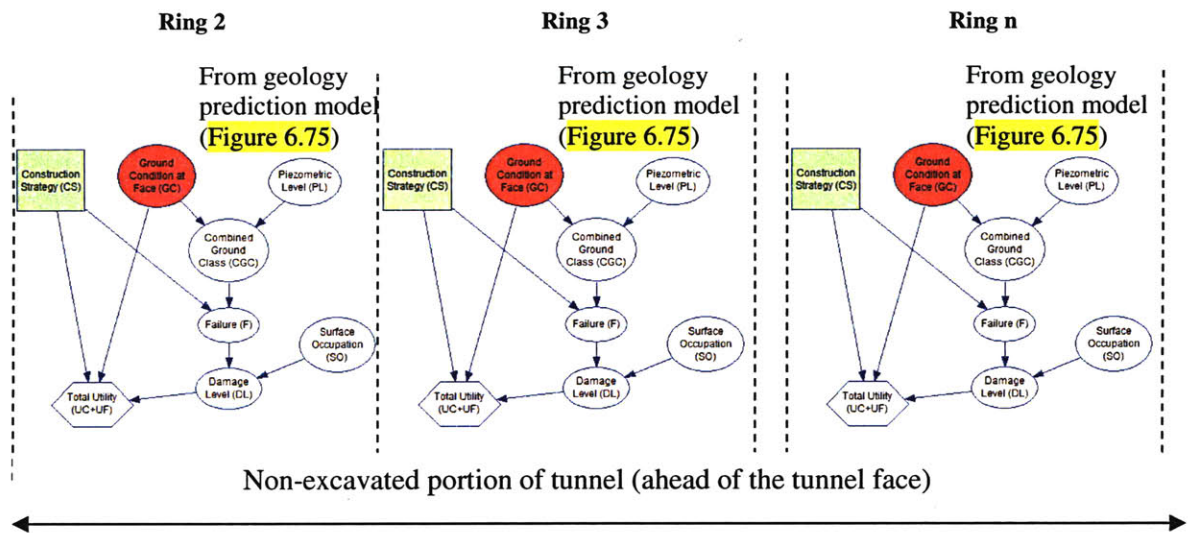 Ring 2
From geology
prediction model
(Figure 6.75)
Construction
Strategy (CS)
Ground
Condition at
Face (GC)
Piezometric
Level (PL)
Combined
Ground
Class (CGC)
Failure (F)
Surface
Occupation
(SO)
Damage
Level (DL)
Total Utility
(UC+UF)
Ring 3
From geology
prediction model
(Figure 6.75)
Construction
Strategy (CS)
Ground
Condition at
Face (GC)
Piezometric
Level (PL)
Combined
Ground
Class (CGC)
Failure (F)
Surface
Occupation
(SO)
Damage
Level (DL)
Total Utility
(UC+UF)
Ring n
From geology
prediction model
(Figure 6.75)
Construction
Strategy (CS)
Ground
Condition at
Face (GC)
Piezometric
Level (PL)
Combined
Ground
Class (CGC)
Failure (F)
Surface
Occupation
(SO)
Damage
Level (DL)
Total Utility
(UC+UF)
Non-excavated portion of tunnel (ahead of the tunnel face)